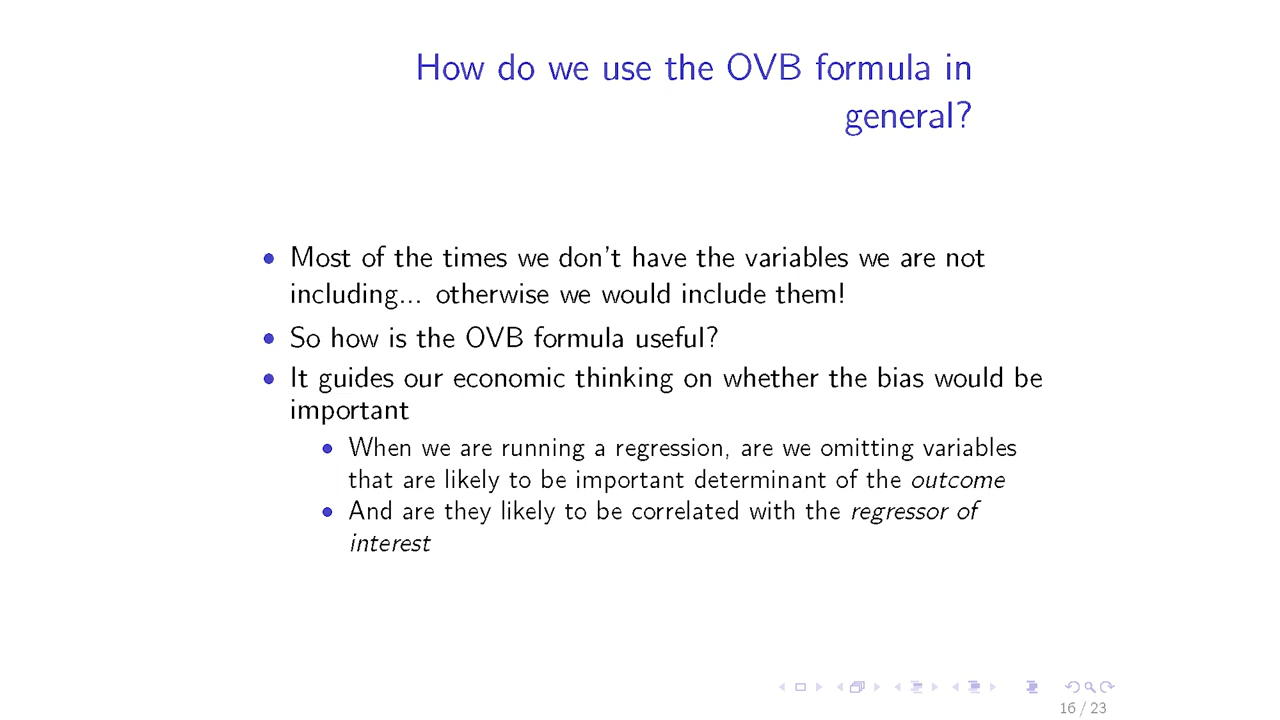 How do we use the OVB formula in
general?
• Most of the times we don't have the variables we are not
including... otherwise we would include them!
• So how is the OVB formula useful?
• It guides our economic thinking on whether the bias would be
important
• When we are running a regression, are we omitting variables
that are likely to be important determinant of the outcome
• And are they likely to be correlated with the regressor of
interest
16 / 23